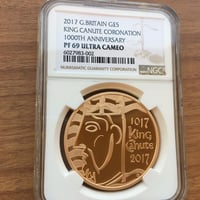 2017 G.BRITAIN G£5
KING CANUTE CORONATION
1000TH ANNIVERSARY
PF 69 ULTRA CAMEO
6027083-002
NUMISMATIC GUARANTY CORPORATION
NGC
1017
King
Canute
2017